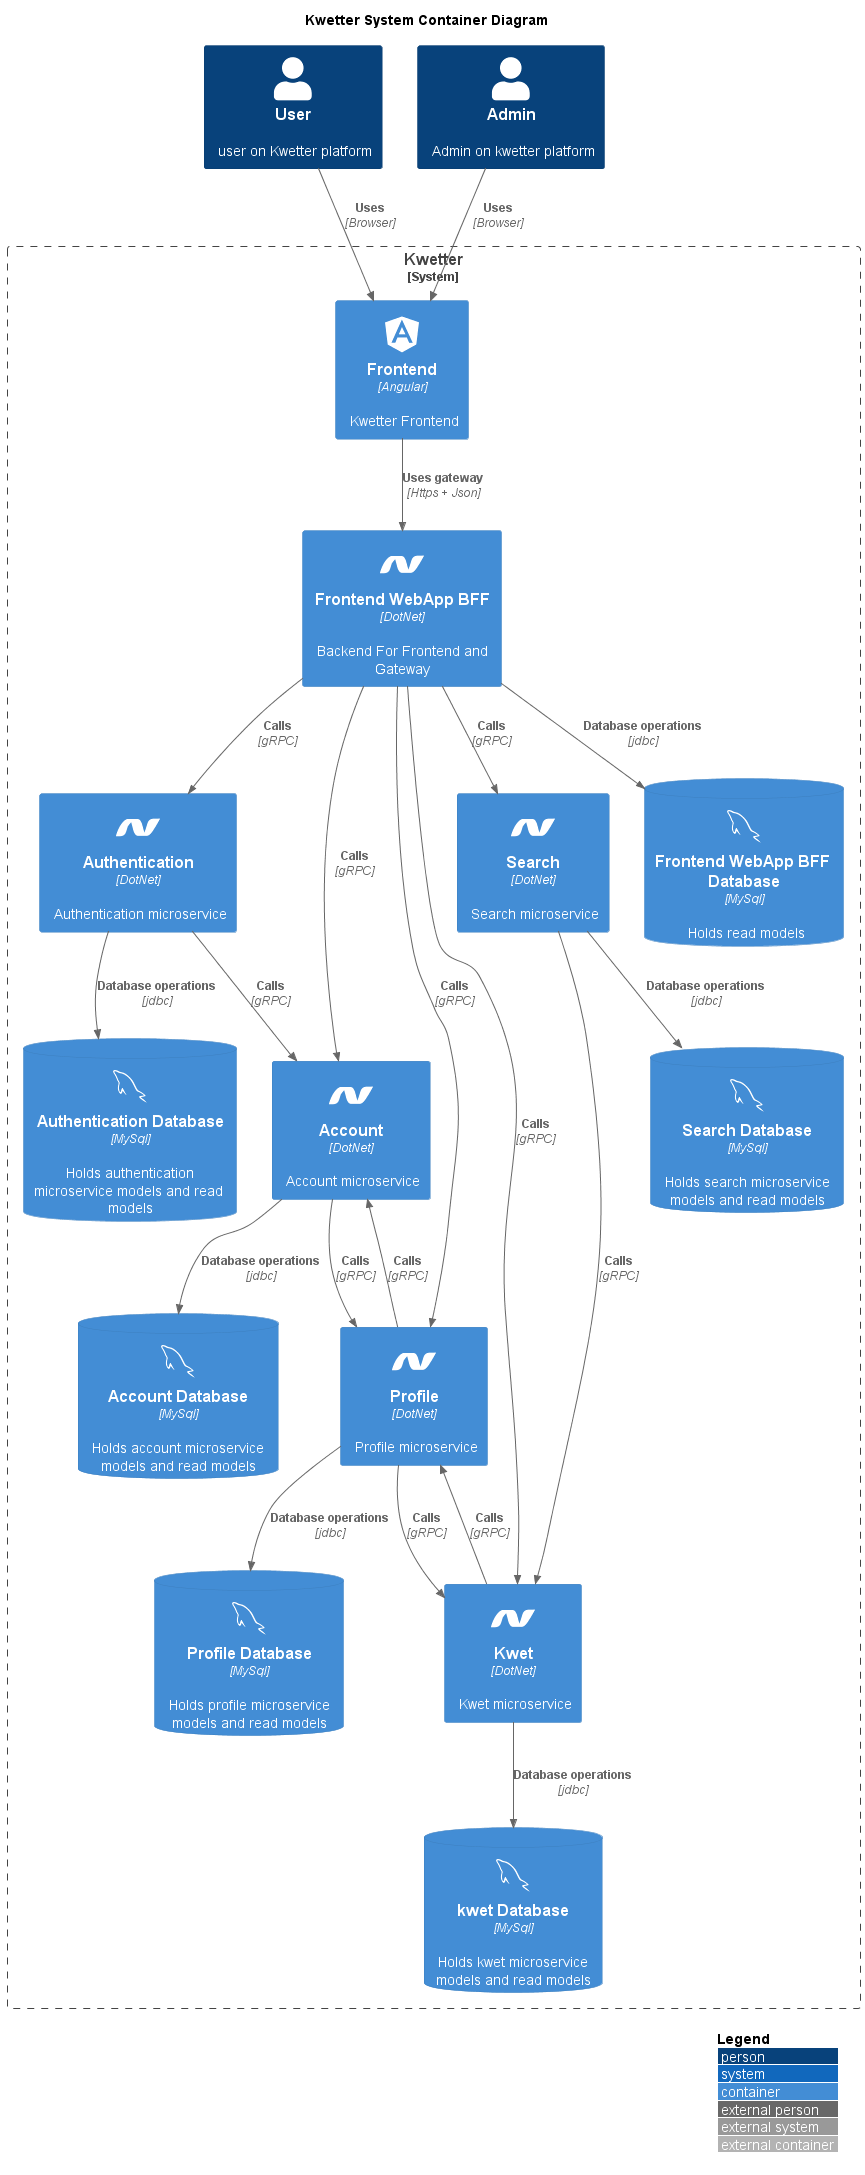 Kwetter System Container Diagram
User
user on Kwetter platform
Admin
Admin on kwetter platform
Uses
[Browser]
Uses
[Browser]
Kwetter
[System]
Frontend
[Angular]
Kwetter Frontend
Uses gateway
[Https + Json]
Frontend WebApp BFF
[DotNet]
Backend For Frontend and
Gateway
Calls
[gRPC]
Calls
[gRPC]
Database operations
[jdbc]
Calls
[gRPC]
Authentication
[DotNet]
Authentication microservice
Search
[DotNet]
Search microservice
Frontend WebApp BFF
Database
[MySql]
Holds read models
Database operations
[jdbc]
Calls
[gRPC]
Calls
[gRPC]
Database operations
[jdbc]
Authentication Database
[MySql]
Holds authentication
microservice models and read
models
Account
[DotNet]
Account microservice
Calls
[gRPC]
Search Database
[MySql]
Holds search microservice
models and read models
Database operations
[jdbc]
Calls
[gRPC]
Calls
[gRPC]
Calls
[gRPC]
Account Database
[MySql]
Holds account microservice
models and read models
Profile
[DotNet]
Profile microservice
Database operations
[jdbc]
Calls
[gRPC]
Calls
[gRPC]
Profile Database
[MySql]
Holds profile microservice
models and read models
Kwet
[DotNet]
Kwet microservice
Database operations
[jdbc]
kwet Database
[MySql]
Holds kwet microservice
models and read models
Legend
person
system
container
external person
external system
external container